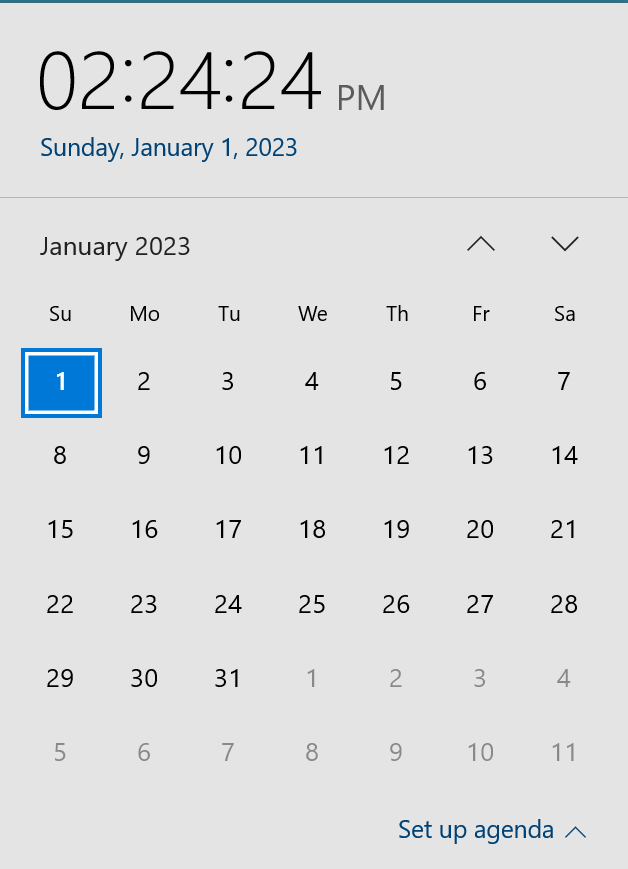 02:24:24 PM
Sunday, January 1, 2023
January 2023
Su Mo Tu We Th Fr Sa
1 2 3 4 5 6 7
8 9 10 11 12 13 14
15 16 17 18 19 20 21
22 23 24 25 26 27 28
29 30 31 1 2 3 4
5 6 7 8 9 10 11
Set up agenda